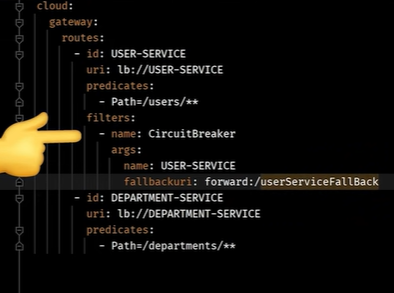 cloud:
gateway:
routes:
- id: USER-SERVICE
uri: lb://USER-SERVICE
predicates:
- Path=/users/**
filters:
- name: CircuitBreaker
args:
name: USER-SERVICE
fallbackuri: forward:/userServiceFallBack
- id: DEPARTMENT-SERVICE
uri: lb://DEPARTMENT-SERVICE
predicates:
- Path=/departments/**